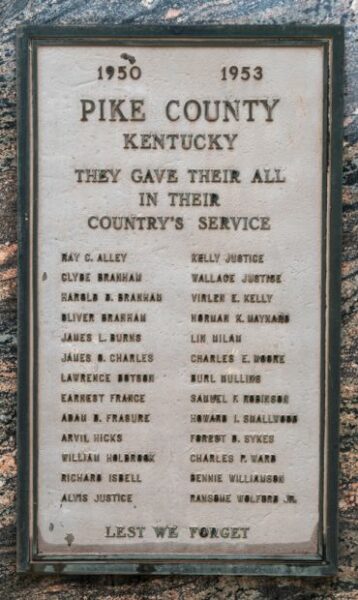 1950 1953
PIKE COUNTY
KENTUCKY
THEY GAVE THEIR ALL
IN THEIR
COUNTRY'S SERVICE
RAY C. ALLEY
CLYDE BRANHAM
HAROLD D. BRANHAM
OLIVER BRANHAM
JAMES L. BURNS
JAMES O. CHARLES
LAWRENCE DOTSON
EARNEST FRANCE
ADAM B. FRASURE
ARVIL HICKS
WILLIAM HOLBROOK
RICHARD ISBELL
ALVIS JUSTICE
KELLY JUSTICE
WALLACE JUSTICE
VIRLEN E. KELLY
NORMAN K. MAYNARD
LIN MILAM
CHARLES E. MOORE
BURL MULLINS
SAMUEL F. ROBINSON
HOWARD I. SMALLWOOD
FOREST D. SYKES
CHARLES P. WARD
BENNIE WILLIAMSON
RANSOME WOLFORD JR.
LEST WE FORGET